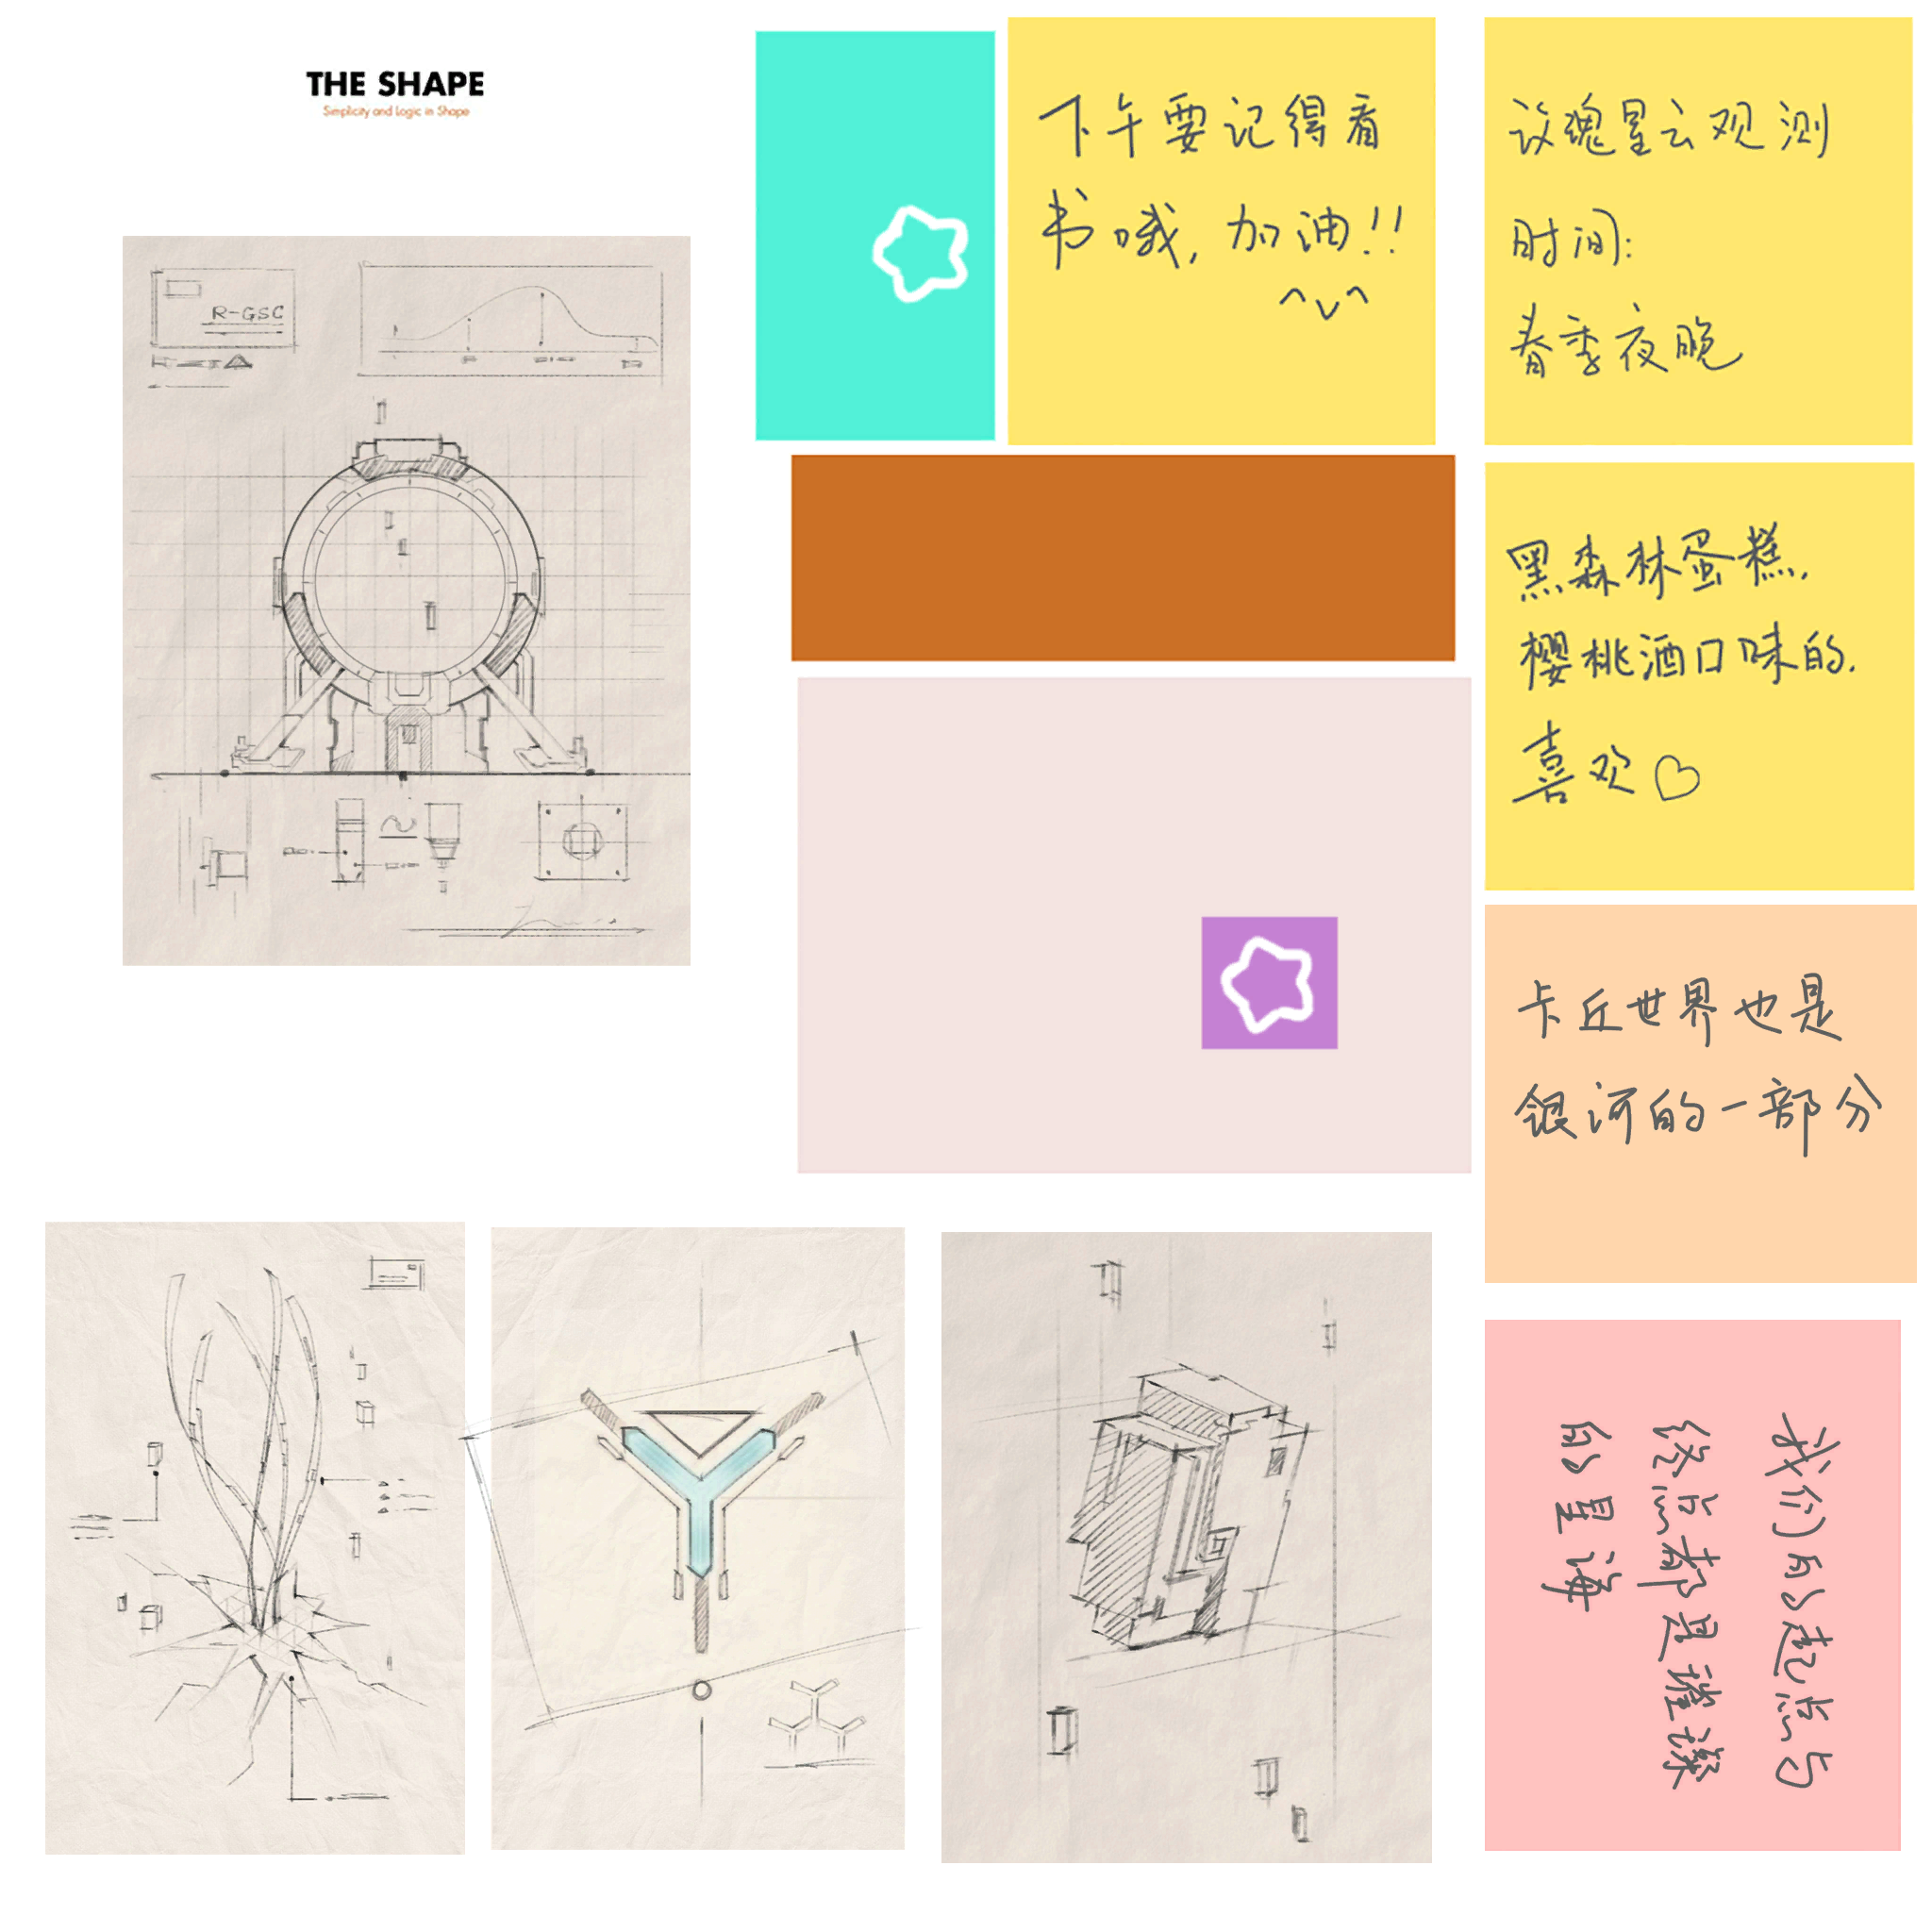 THE SHAPE
Simplicity and Logic in Shape
R-GSC
下午要记得看
书哦，加油！！
^v^
玫瑰星云观测
时间：
春季夜晚
黑森林蛋糕，
樱桃酒口味的，
喜欢♡
卡丘世界也是
银河的一部分
我们的起点与
终点都是璀璨
的星海